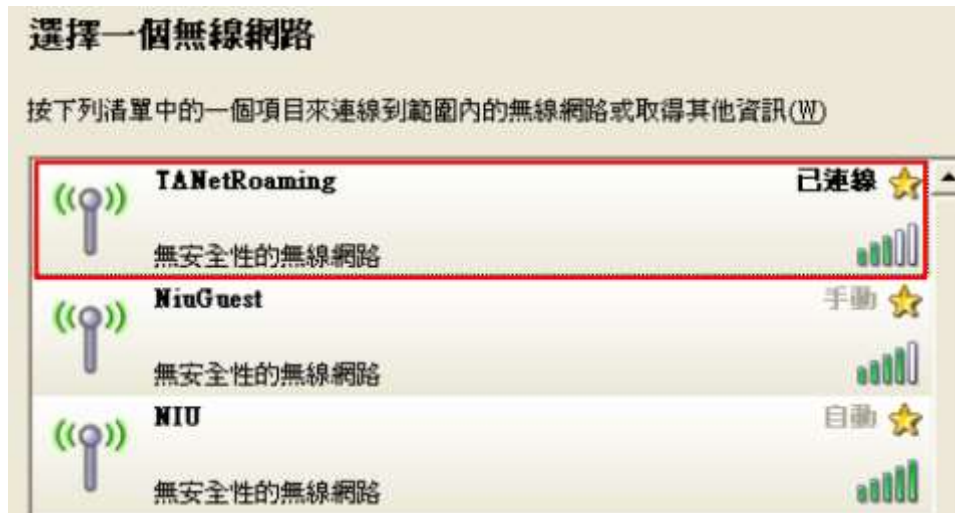 選擇一個無線網路
按下列清單中的一個項目來連線到範圍內的無線網路或取得其他資訊(W)
TANetRoaming 已連線
無安全性的無線網路
NiuGuest 手動
無安全性的無線網路
NIU 自動
無安全性的無線網路